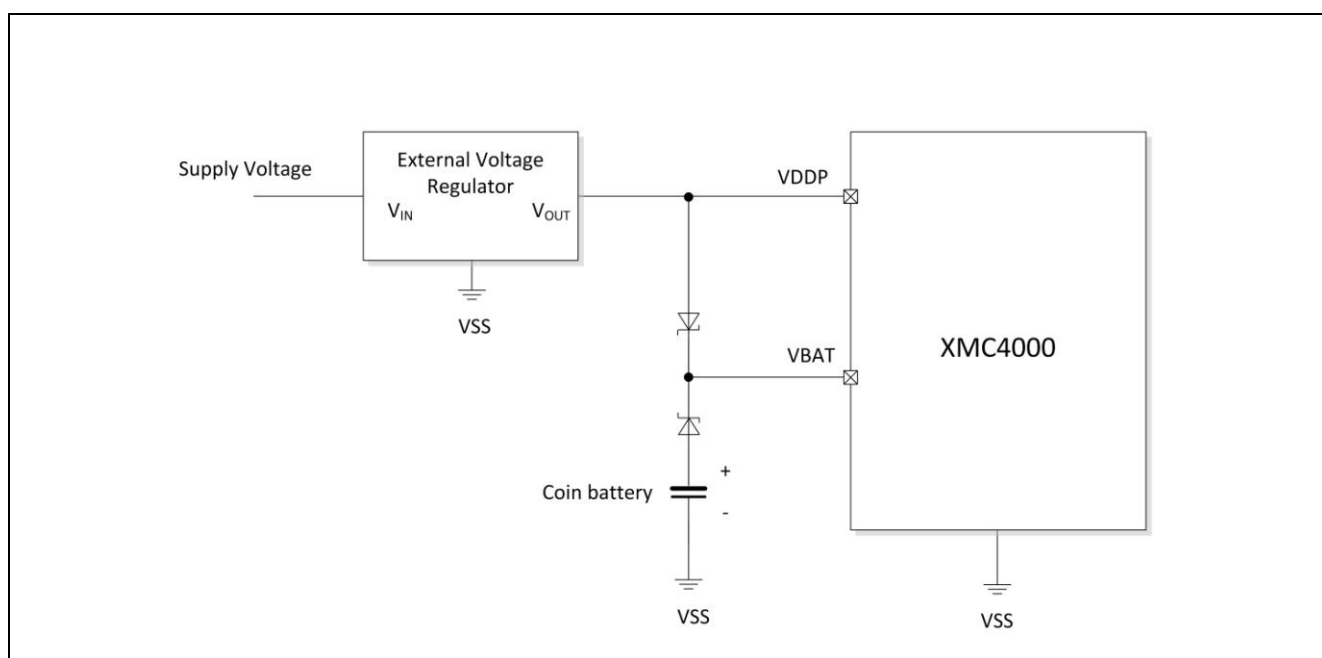 External Voltage
Regulator
Supply Voltage
VDDP
VIN
VOUT
VSS
VBAT
XMC4000
+
Coin battery
-
VSS
VSS